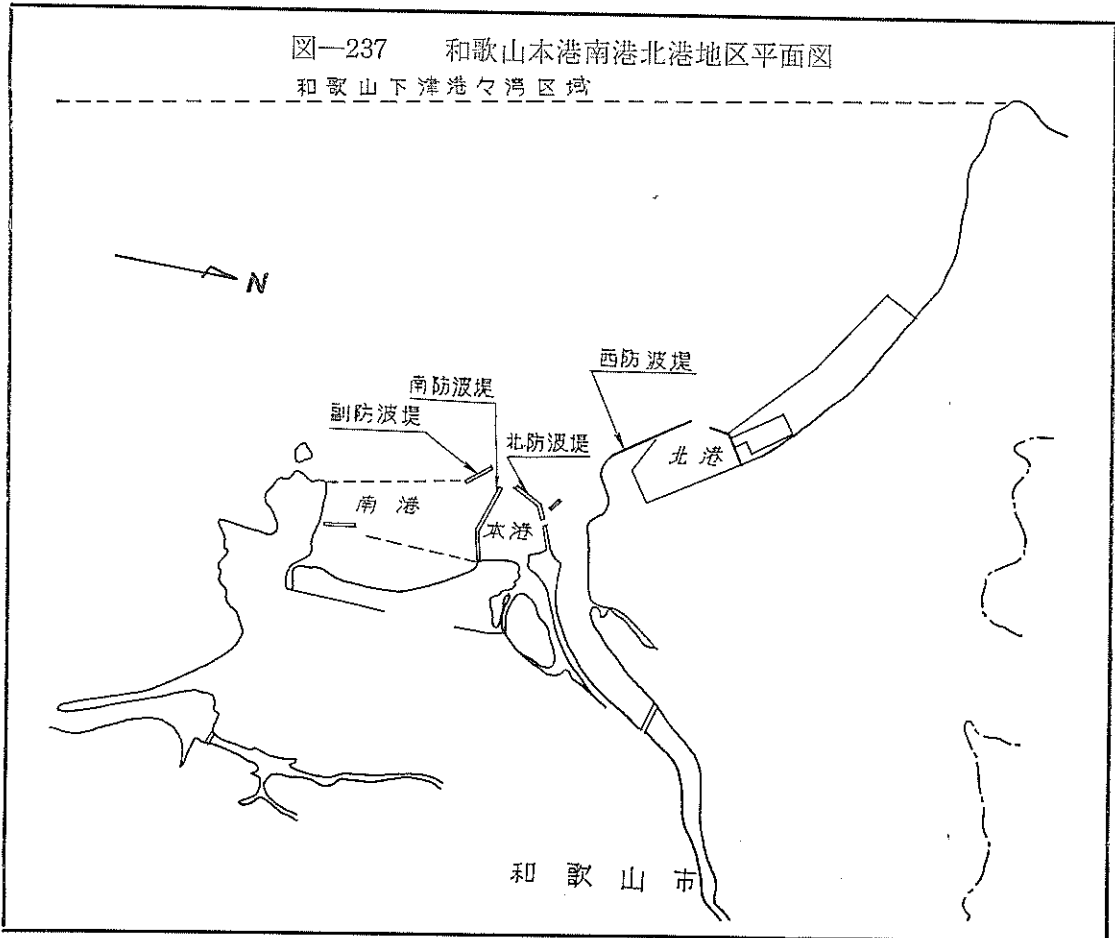 図—237 和歌山本港南港北港地区平面図
和歌山下津港々湾区域
N
西防波堤
南防波堤
副防波堤
北防波堤
北港
南港
本港
和歌山市